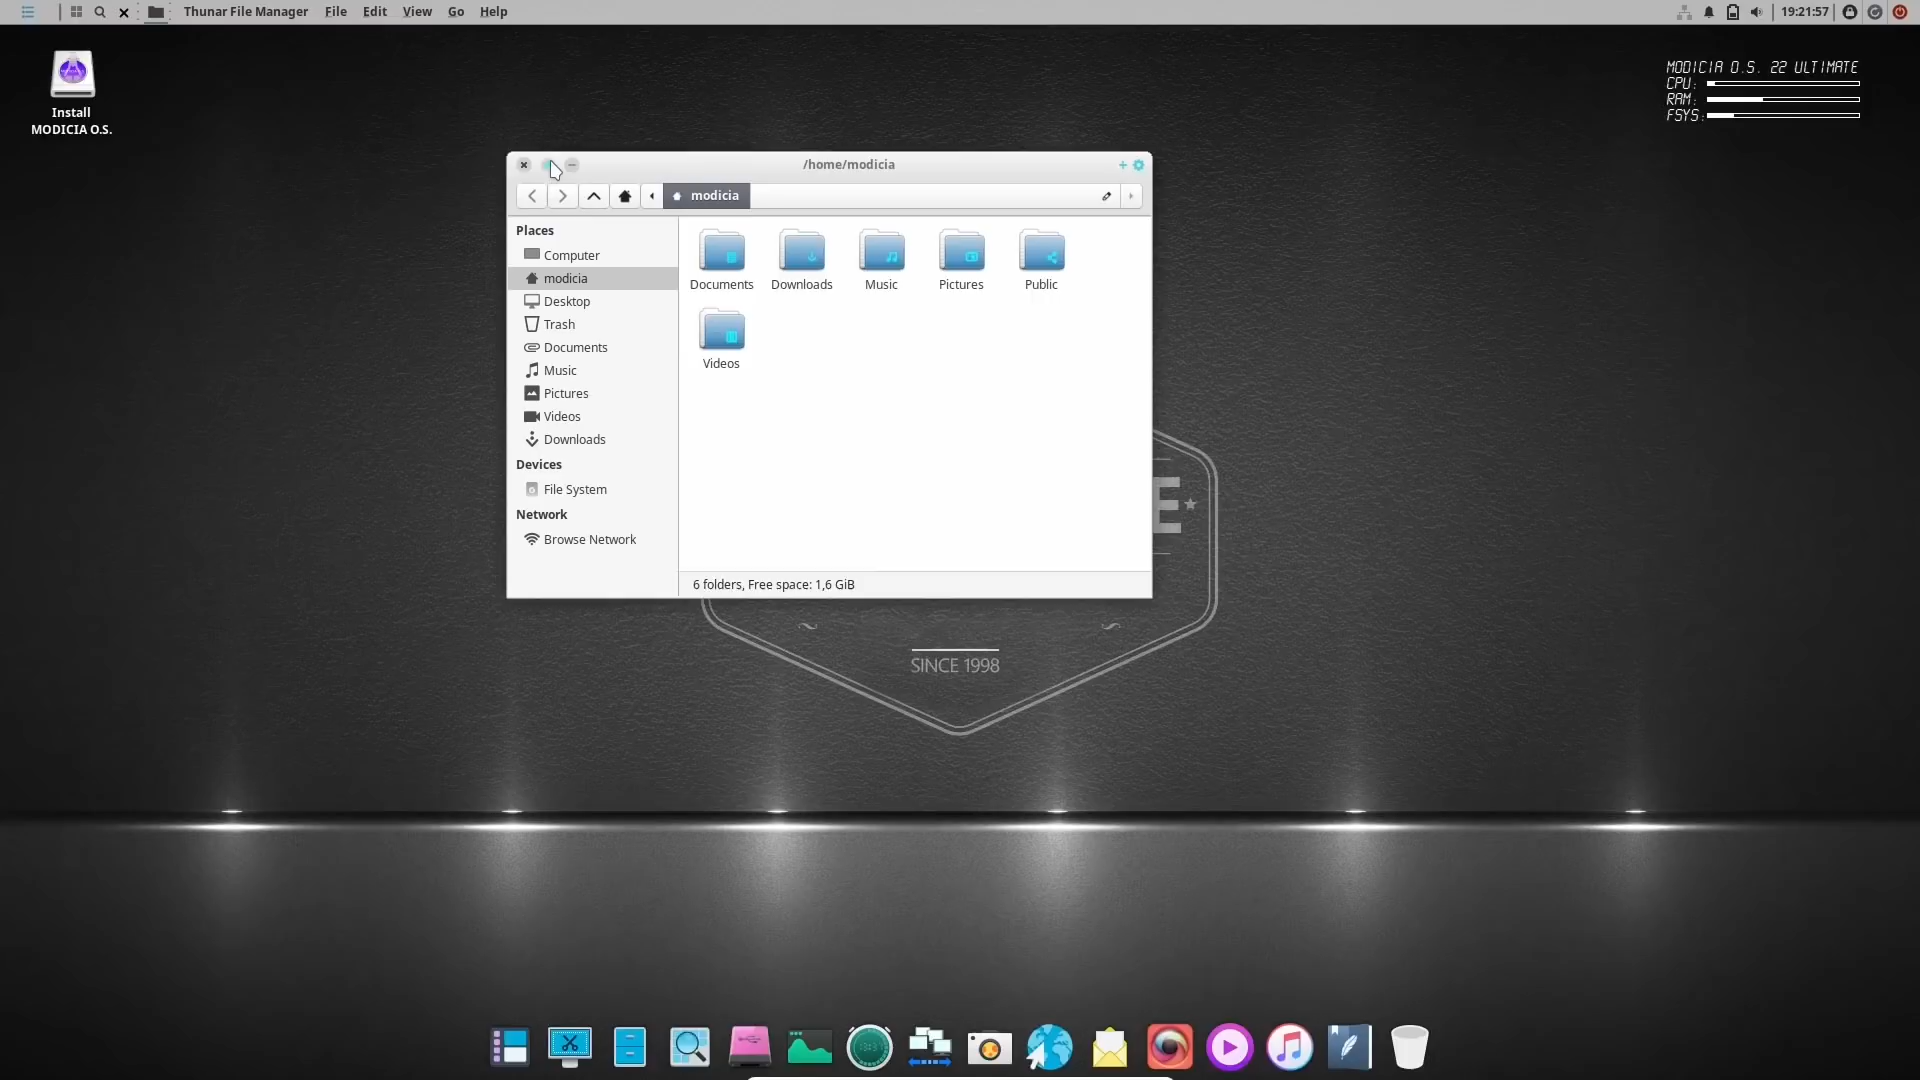 Thunar File Manager File Edit View Go Help
19:21:57
Install
MODICIA O.S.
MODICIA O.S. 22 ULTIMATE
CPU:
RAM:
FSYS:
/home/modicia
modicia
Places
Computer
modicia
Desktop
Trash
Documents
Music
Pictures
Videos
Downloads
Devices
File System
Network
Browse Network
Documents
Downloads
Music
Pictures
Public
Videos
6 folders, Free space: 1,6 GiB
E
SINCE 1998